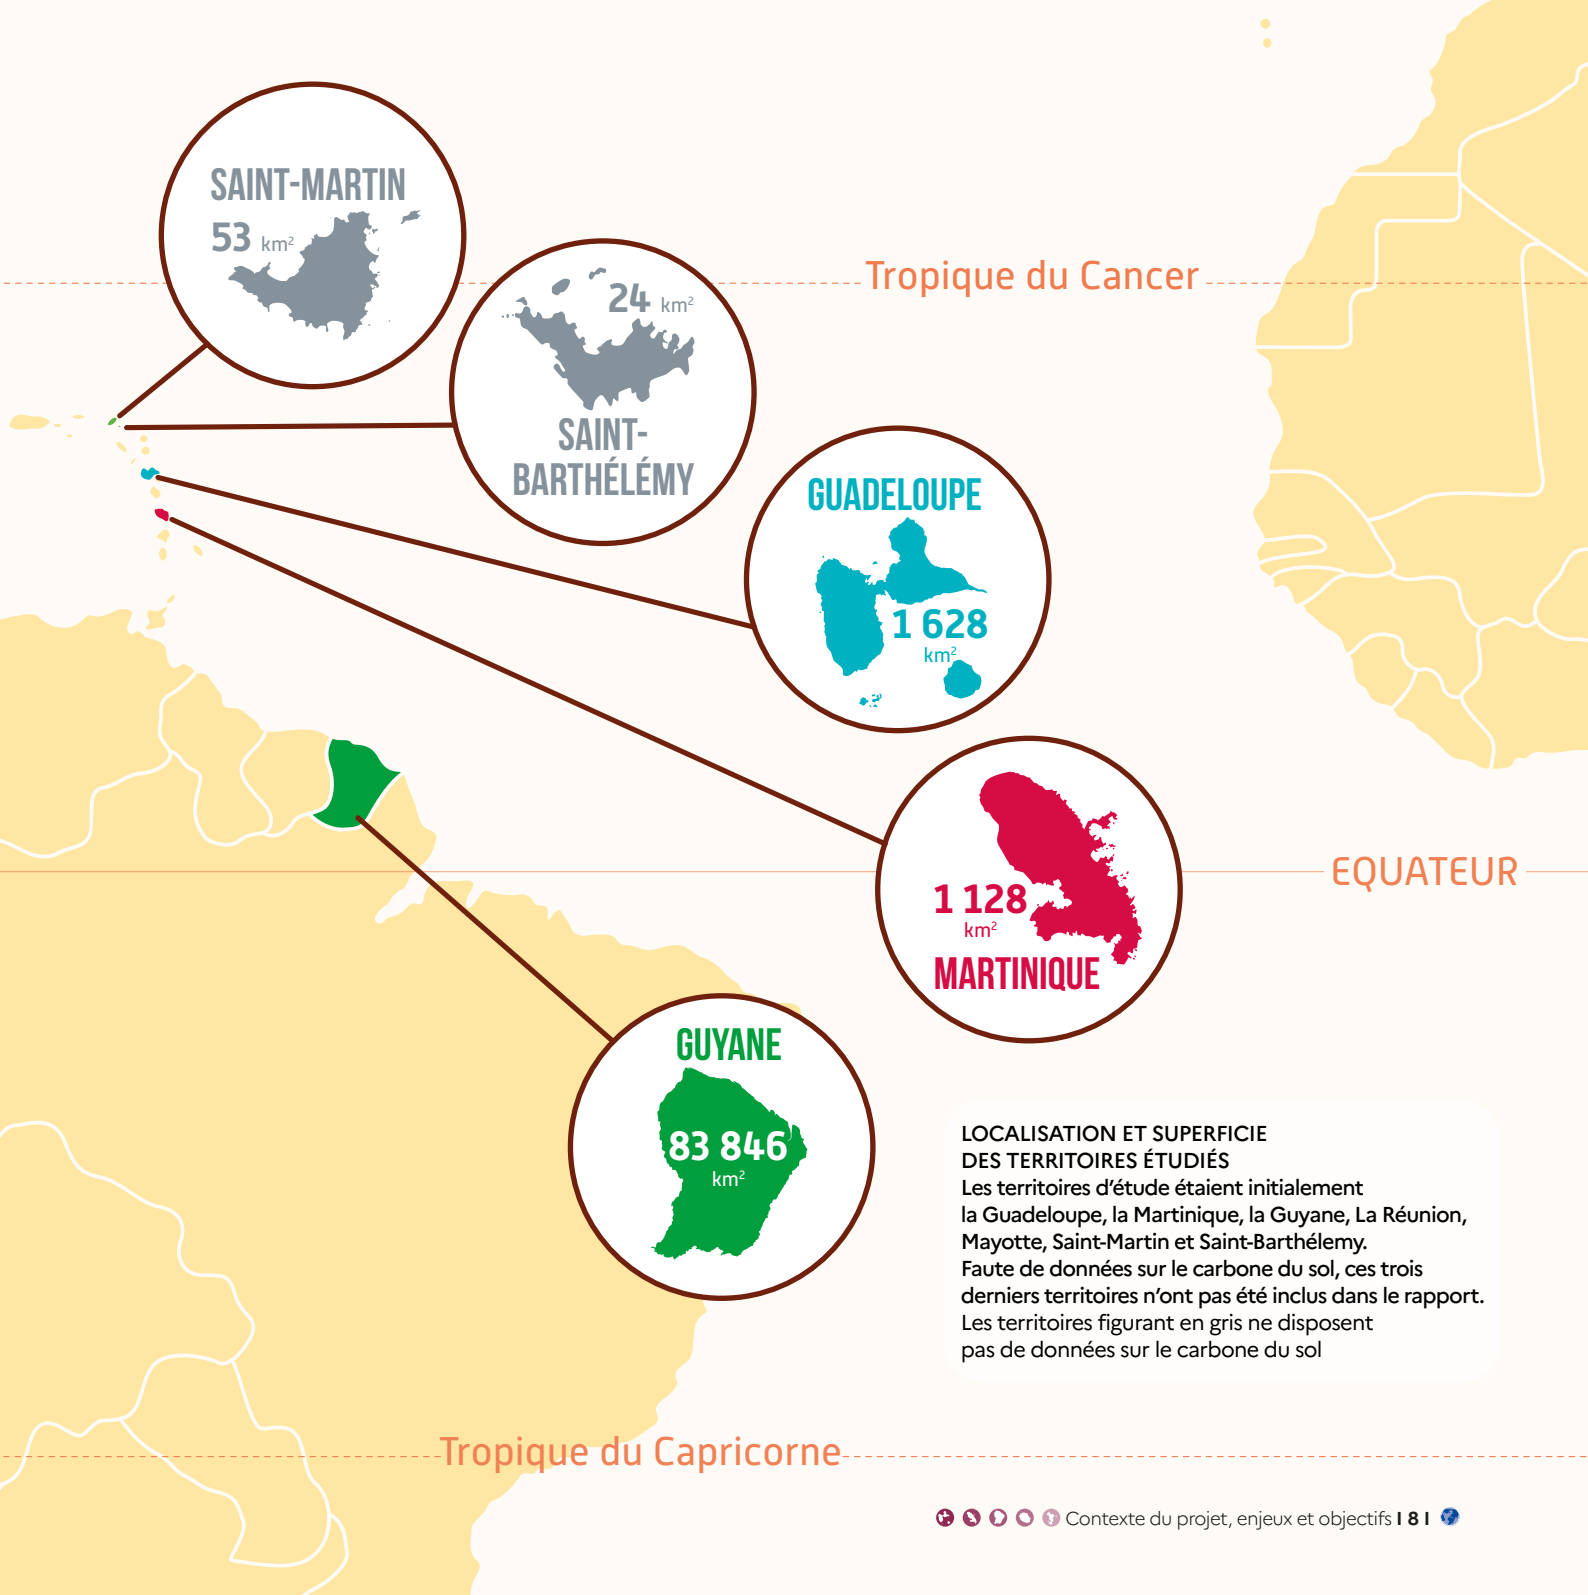 SAINT-MARTIN
53 km²
Tropique du Cancer
24 km²
SAINT-
BARTHÉLÉMY
GUADELOUPE
1 628
km²
EQUATEUR
1 128
km²
MARTINIQUE
GUYANE
83 846
km²
LOCALISATION ET SUPERFICIE
DES TERRITOIRES ÉTUDIÉS
Les territoires d’étude étaient initialement
la Guadeloupe, la Martinique, la Guyane, La Réunion,
Mayotte, Saint-Martin et Saint-Barthélemy.
Faute de données sur le carbone du sol, ces trois
derniers territoires n’ont pas été inclus dans le rapport.
Les territoires figurant en gris ne disposent
pas de données sur le carbone du sol
Tropique du Capricorne
Contexte du projet, enjeux et objectifs I 8 I